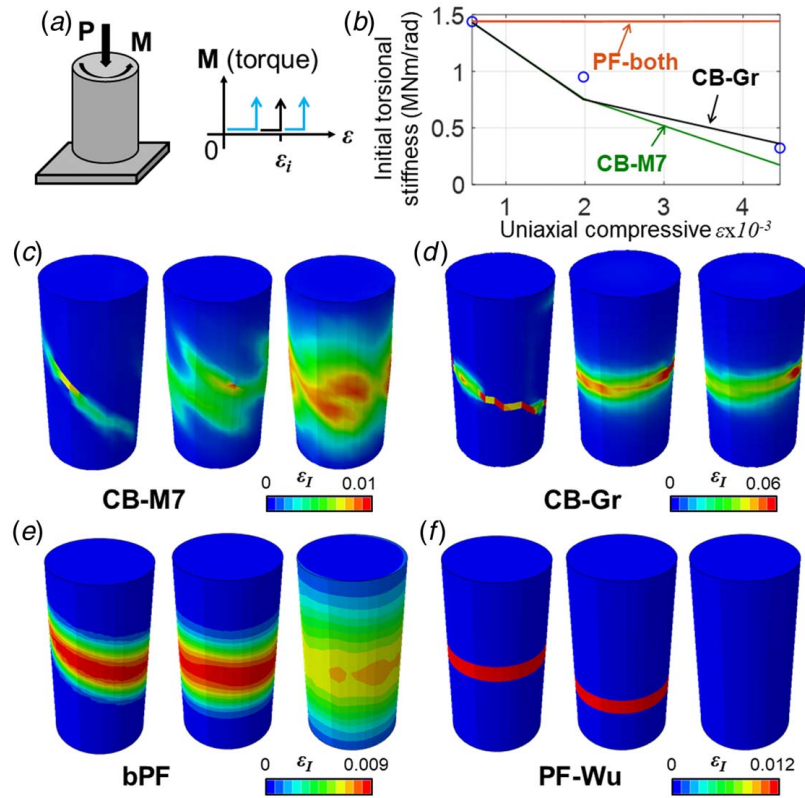 (a)
P
M
M (torque)
0
ε
εi
(b)
Initial torsional
stiffness (MNm/rad)
1.5
1
0.5
0
PF-both
CB-Gr
CB-M7
1
2
3
4
Uniaxial compressive εx10-3
(c)
(d)
CB-M7
0
εI
0.01
CB-Gr
0
εI
0.06
(e)
(f)
bPF
0
εI
0.009
PF-Wu
0
εI
0.012